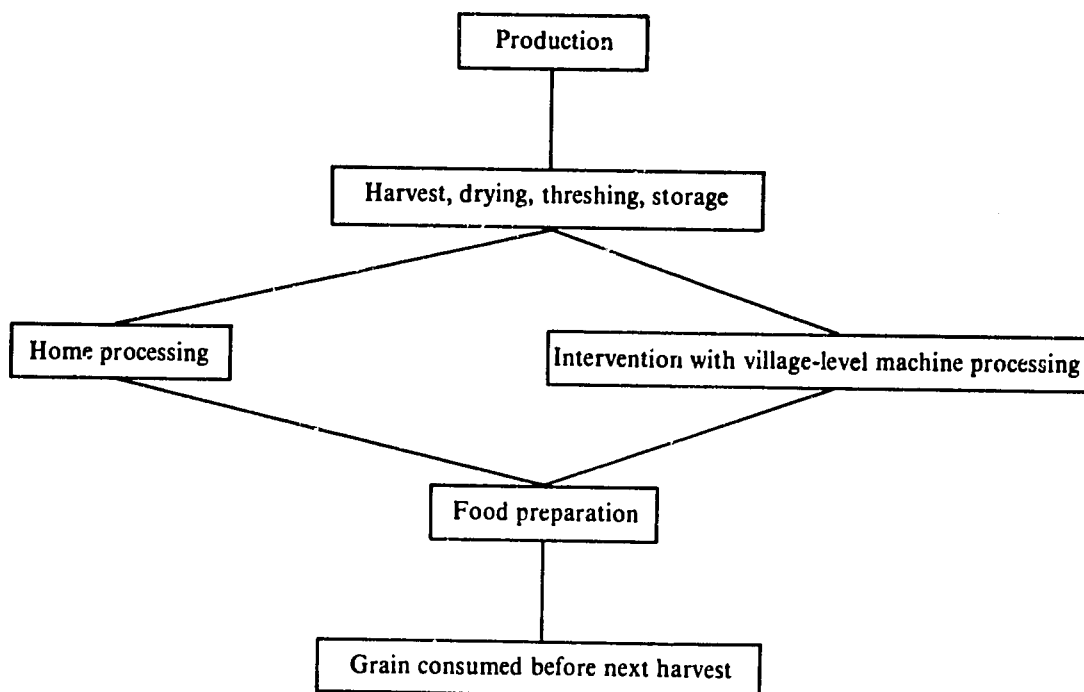 Production
Harvest, drying, threshing, storage
Home processing
Intervention with village-level machine processing
Food preparation
Grain consumed before next harvest